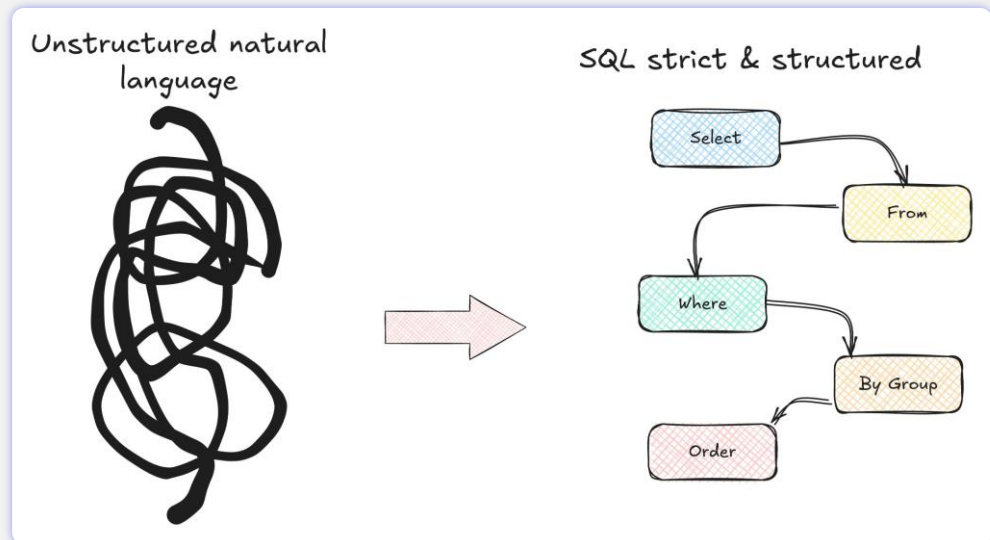 Unstructured natural
language
SQL strict & structured
Select
From
Where
By Group
Order